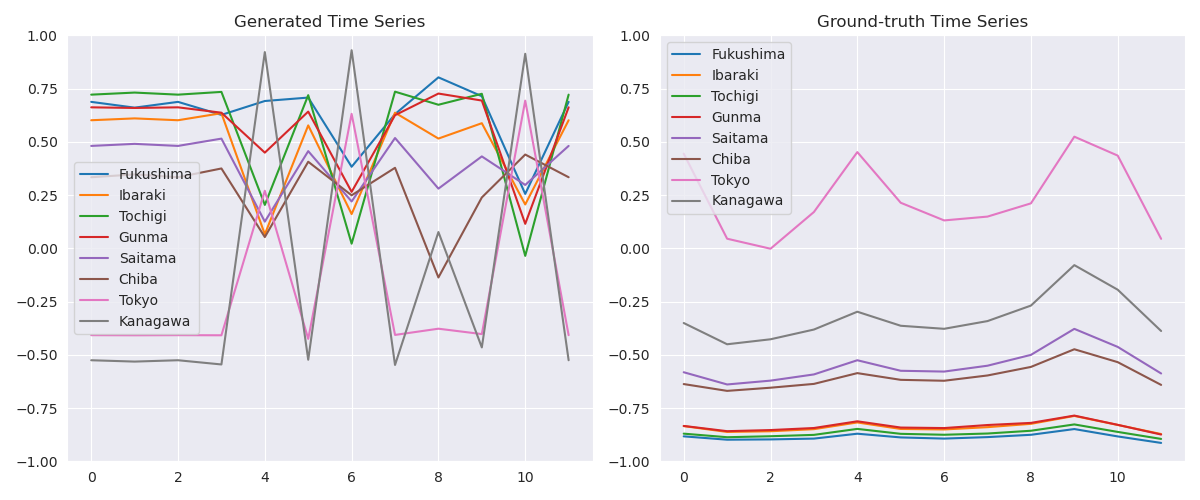 Generated Time Series
1.00
0.75
0.50
0.25
0.00
−0.25
−0.50
−0.75
−1.00
Fukushima
Ibaraki
Tochigi
Gunma
Saitama
Chiba
Tokyo
Kanagawa
0 2 4 6 8 10
Ground-truth Time Series
1.00
0.75
0.50
0.25
0.00
−0.25
−0.50
−0.75
−1.00
Fukushima
Ibaraki
Tochigi
Gunma
Saitama
Chiba
Tokyo
Kanagawa
0 2 4 6 8 10